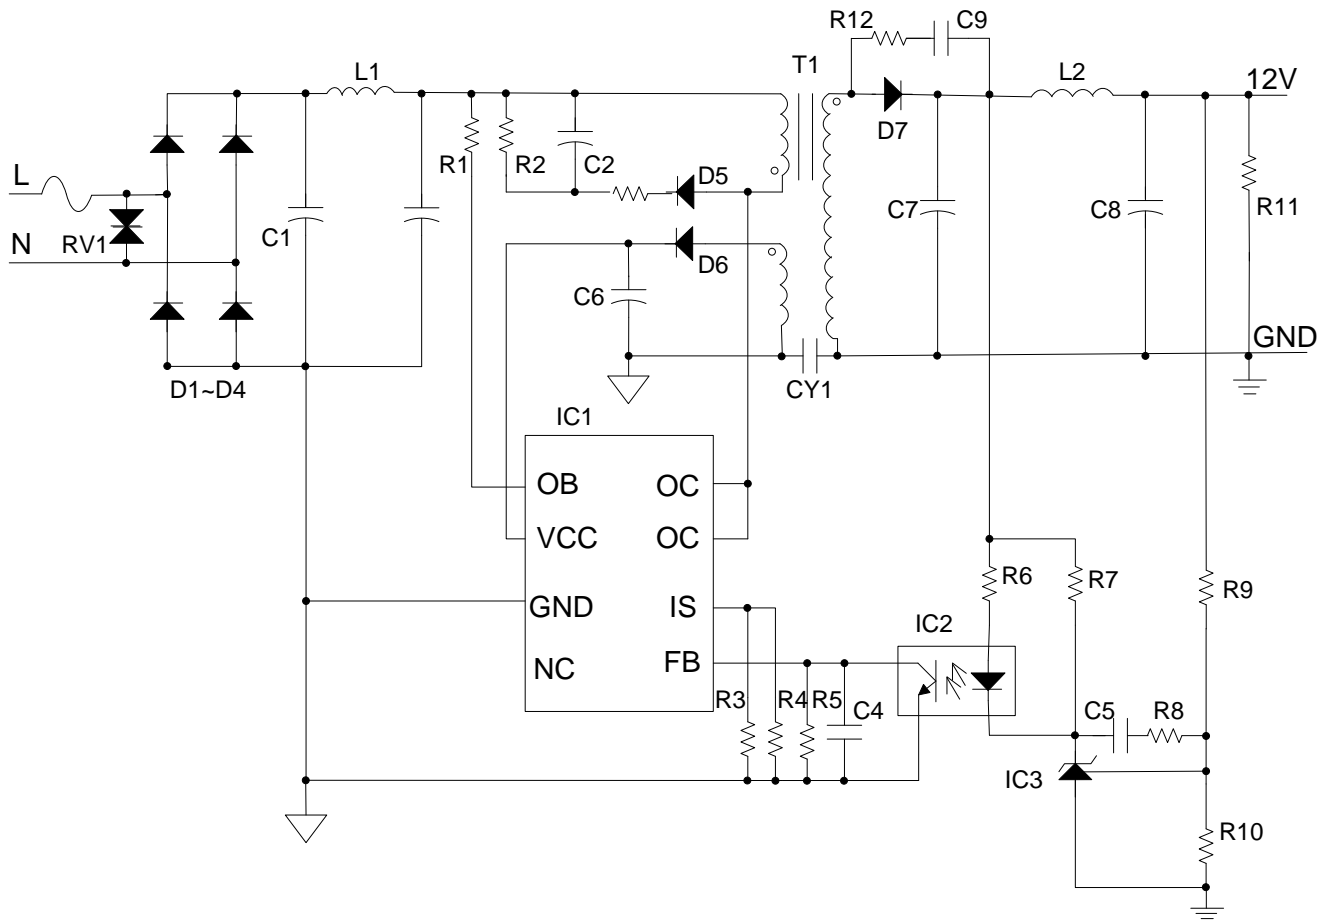 R12
C9
L1
T1
L2
12V
D7
R1
R2
C2
L
D5
C7
C8
R11
RV1
C1
N
D6
C6
GND
D1~D4
CY1
IC1
OB
OC
VCC
OC
R6
R7
R9
GND
IS
IC2
NC
FB
R3
R4
R5
C4
C5
R8
IC3
R10